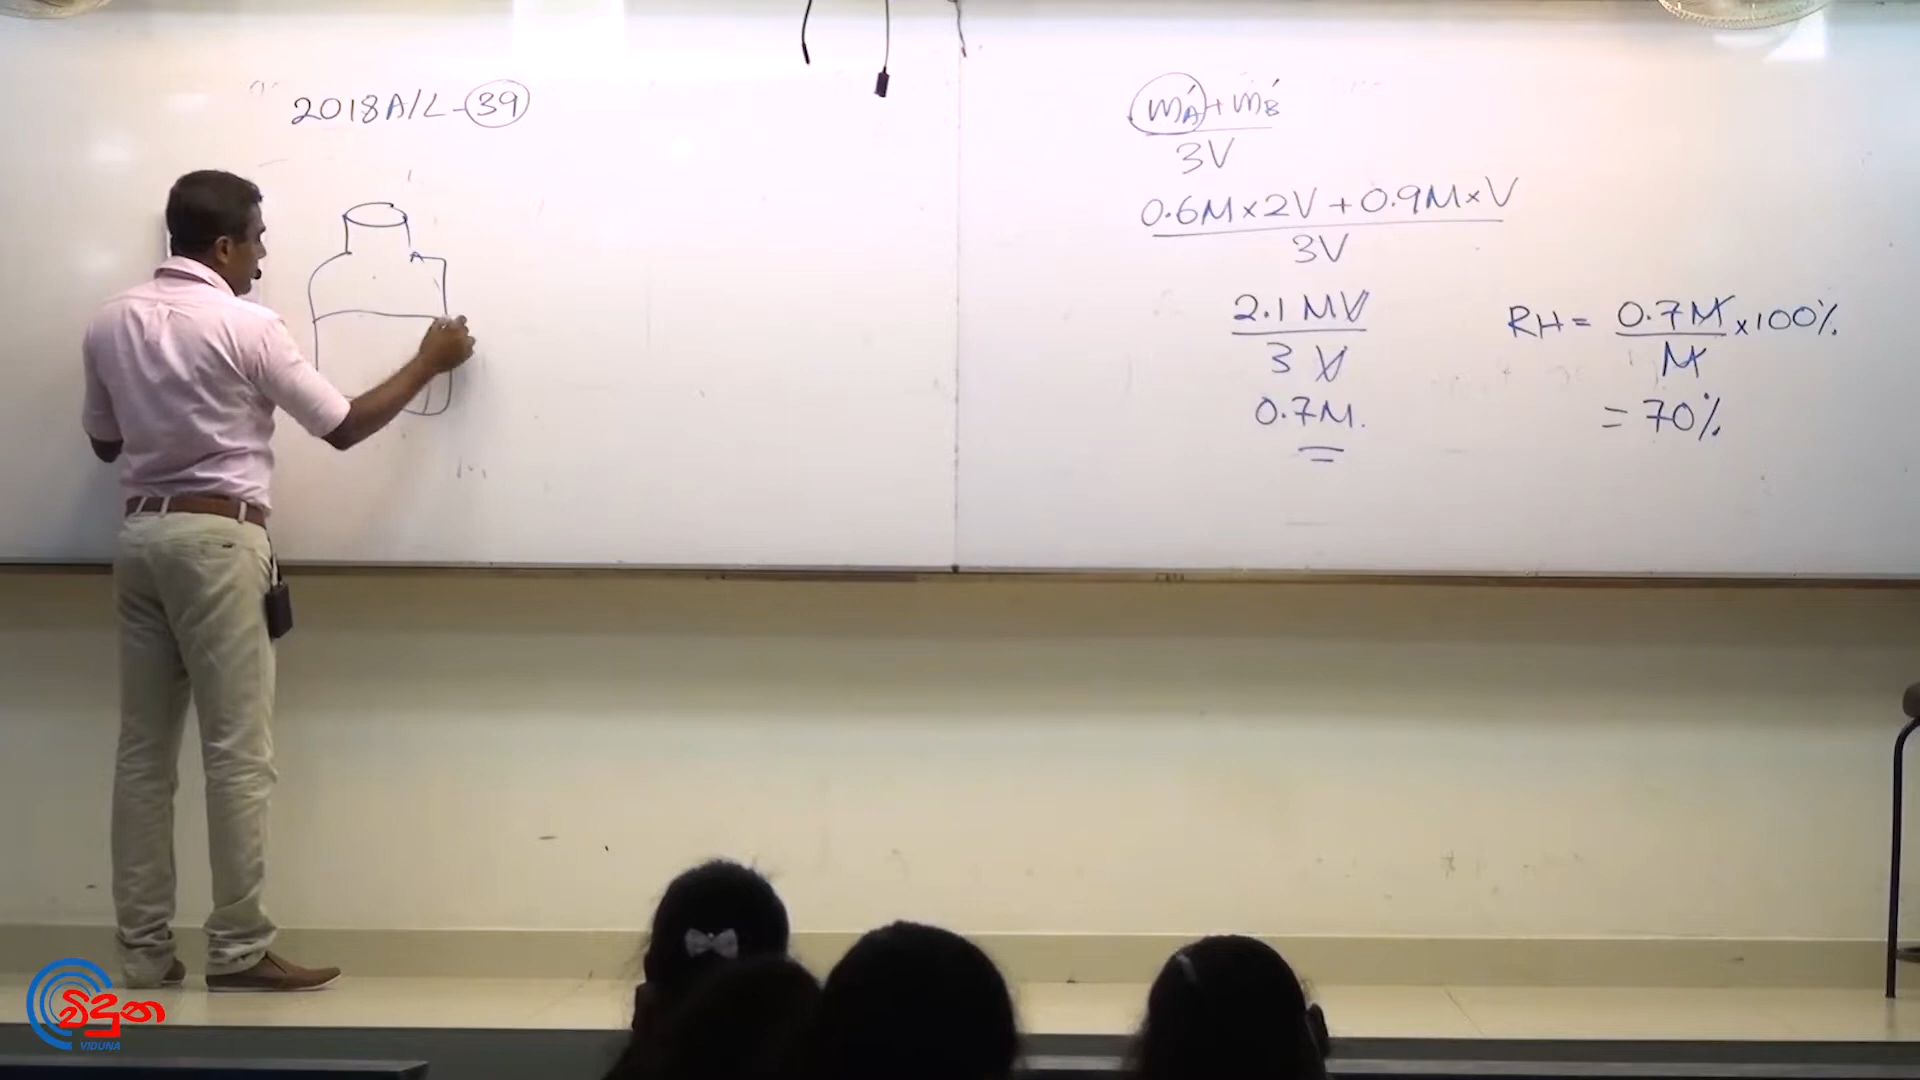 2018 A/L - 39
m'A + m'B
3V
0.6M × 2V + 0.9M × V
3V
2.1 MV
3 V
0.7M.
RH = 0.7M × 100%
M
= 70%
විදුන
VIDUNA